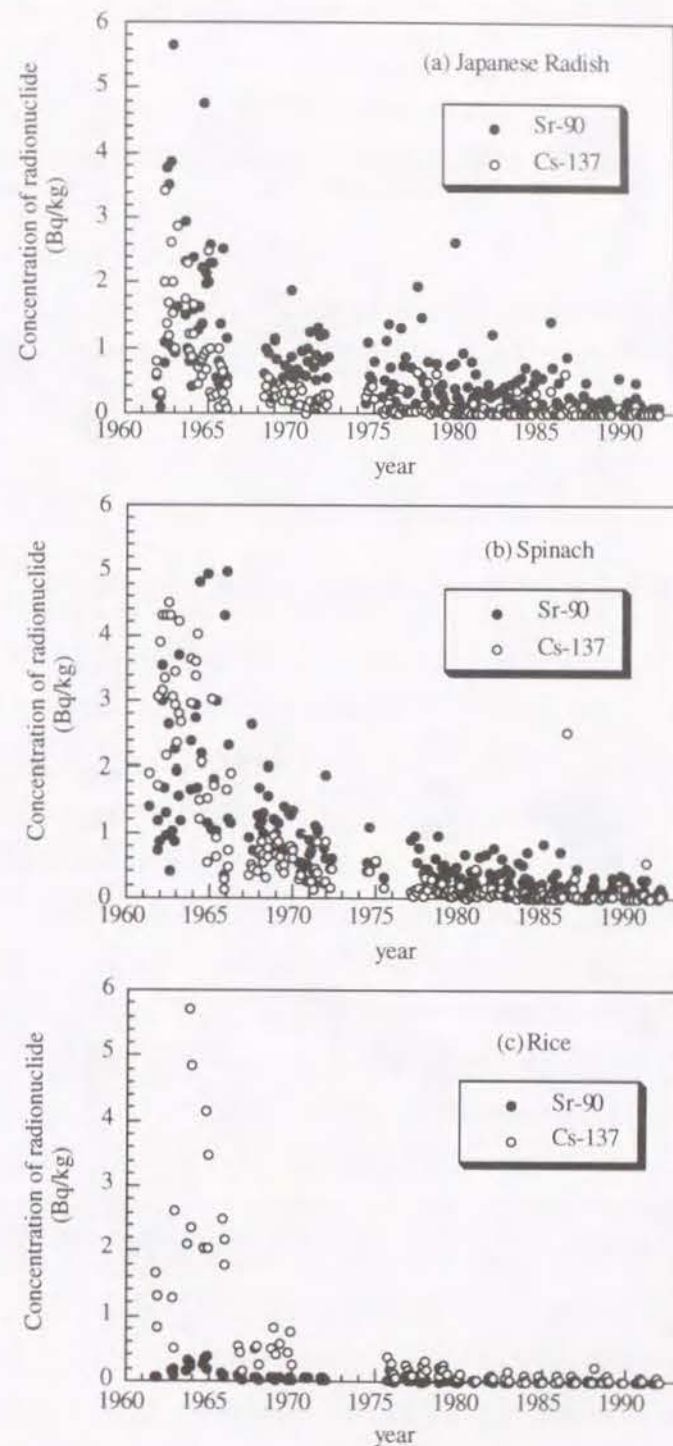 (a) Japanese Radish
Sr-90
Cs-137
Concentration of radionuclide
(Bq/kg)
6
5
4
3
2
1
0
1960 1965 1970 1975 1980 1985 1990
year
(b) Spinach
Sr-90
Cs-137
Concentration of radionuclide
(Bq/kg)
6
5
4
3
2
1
0
1960 1965 1970 1975 1980 1985 1990
year
(c) Rice
Sr-90
Cs-137
Concentration of radionuclide
(Bq/kg)
6
5
4
3
2
1
0
1960 1965 1970 1975 1980 1985 1990
year